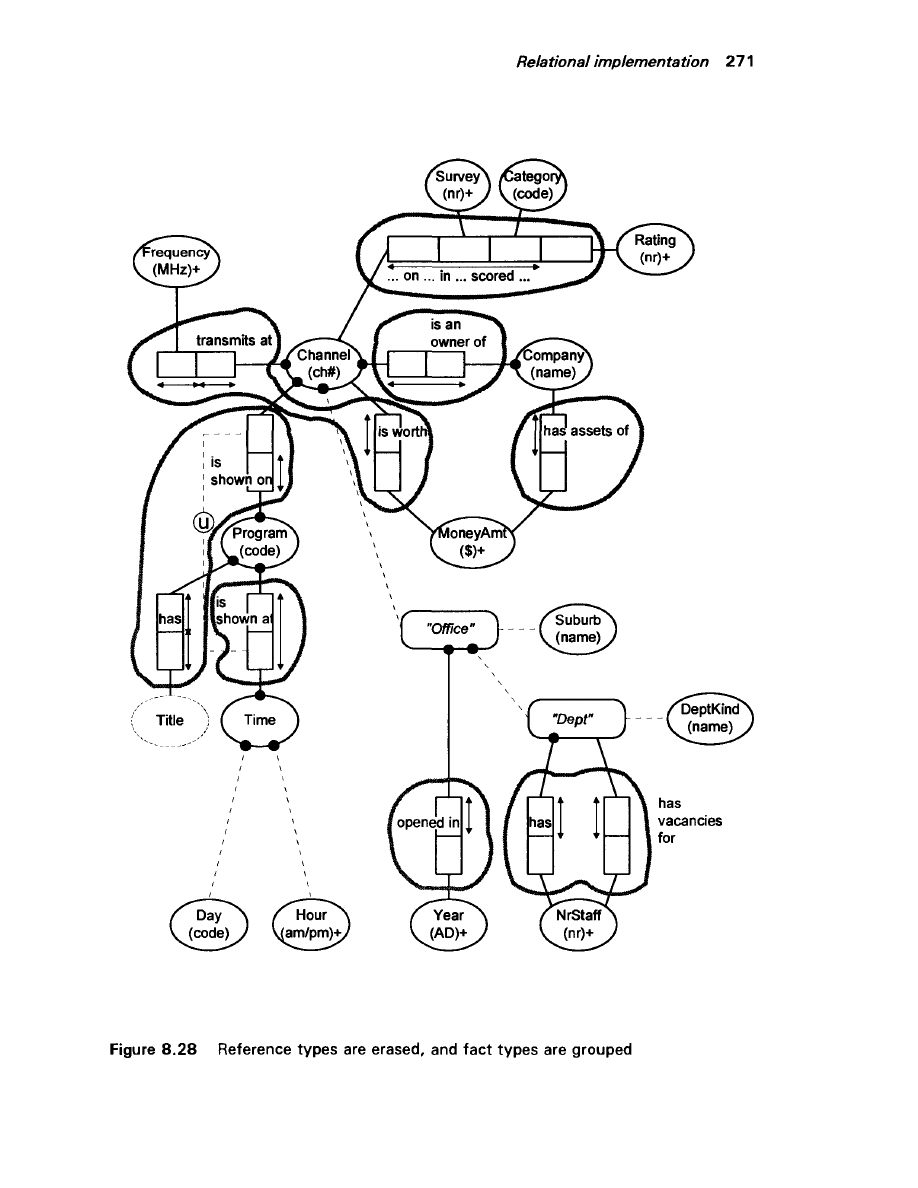 Relational implementation 271
Survey
(nr)+
Category
(code)
Rating
(nr)+
Frequency
(MHz)+
... on ... in ... scored ...
transmits at
Channel
(ch#)
is an
owner of
Company
(name)
is worth
has assets of
is
shown on
u
Program
(code)
MoneyAmt
($)+
has
is
shown at
"Office"
Suburb
(name)
Title
Time
"Dept"
DeptKind
(name)
opened in
has
has
vacancies
for
Day
(code)
Hour
(am/pm)+
Year
(AD)+
NrStaff
(nr)+
Figure 8.28 Reference types are erased, and fact types are grouped